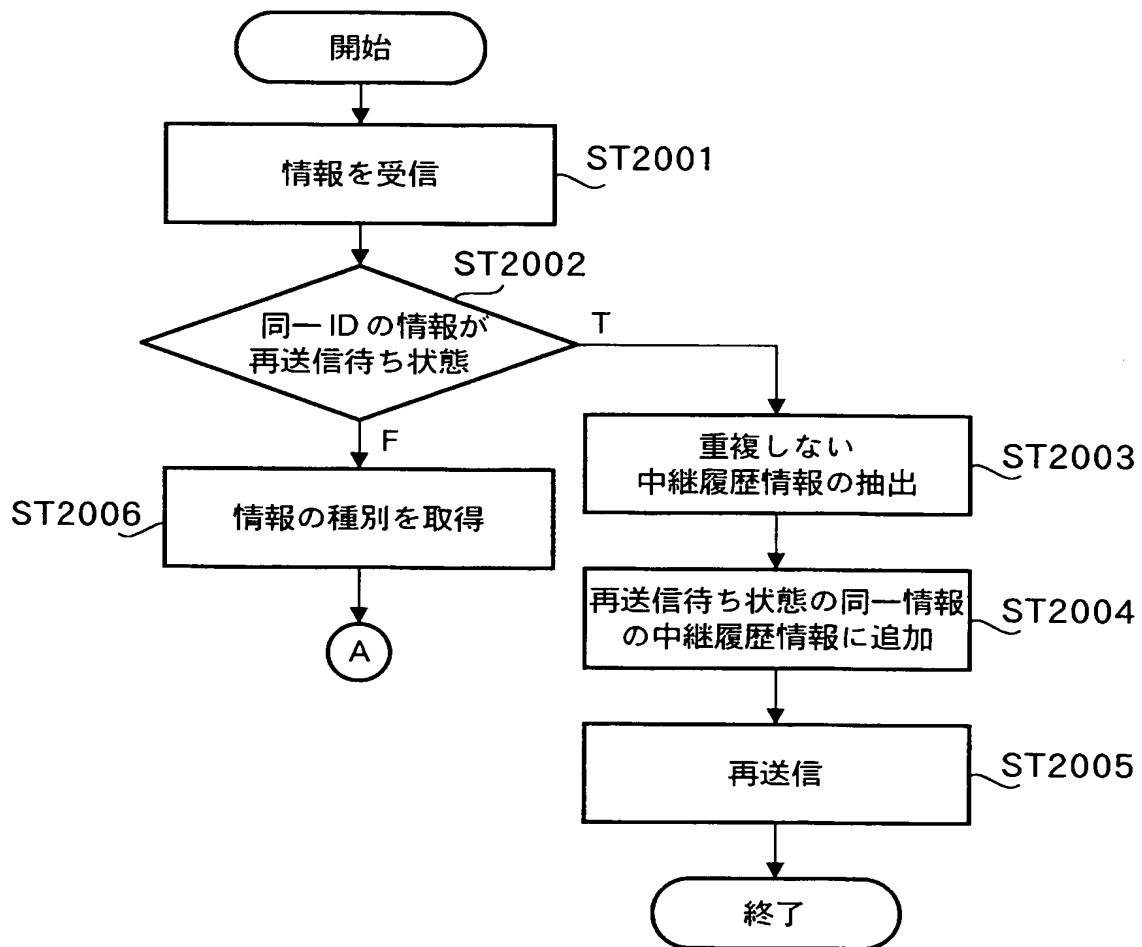 開始
情報を受信
ST2001
ST2002
同一IDの情報が
再送信待ち状態
T
F
重複しない
中継履歴情報の抽出
ST2003
ST2006
情報の種別を取得
再送信待ち状態の同一情報
の中継履歴情報に追加
ST2004
A
再送信
ST2005
終了